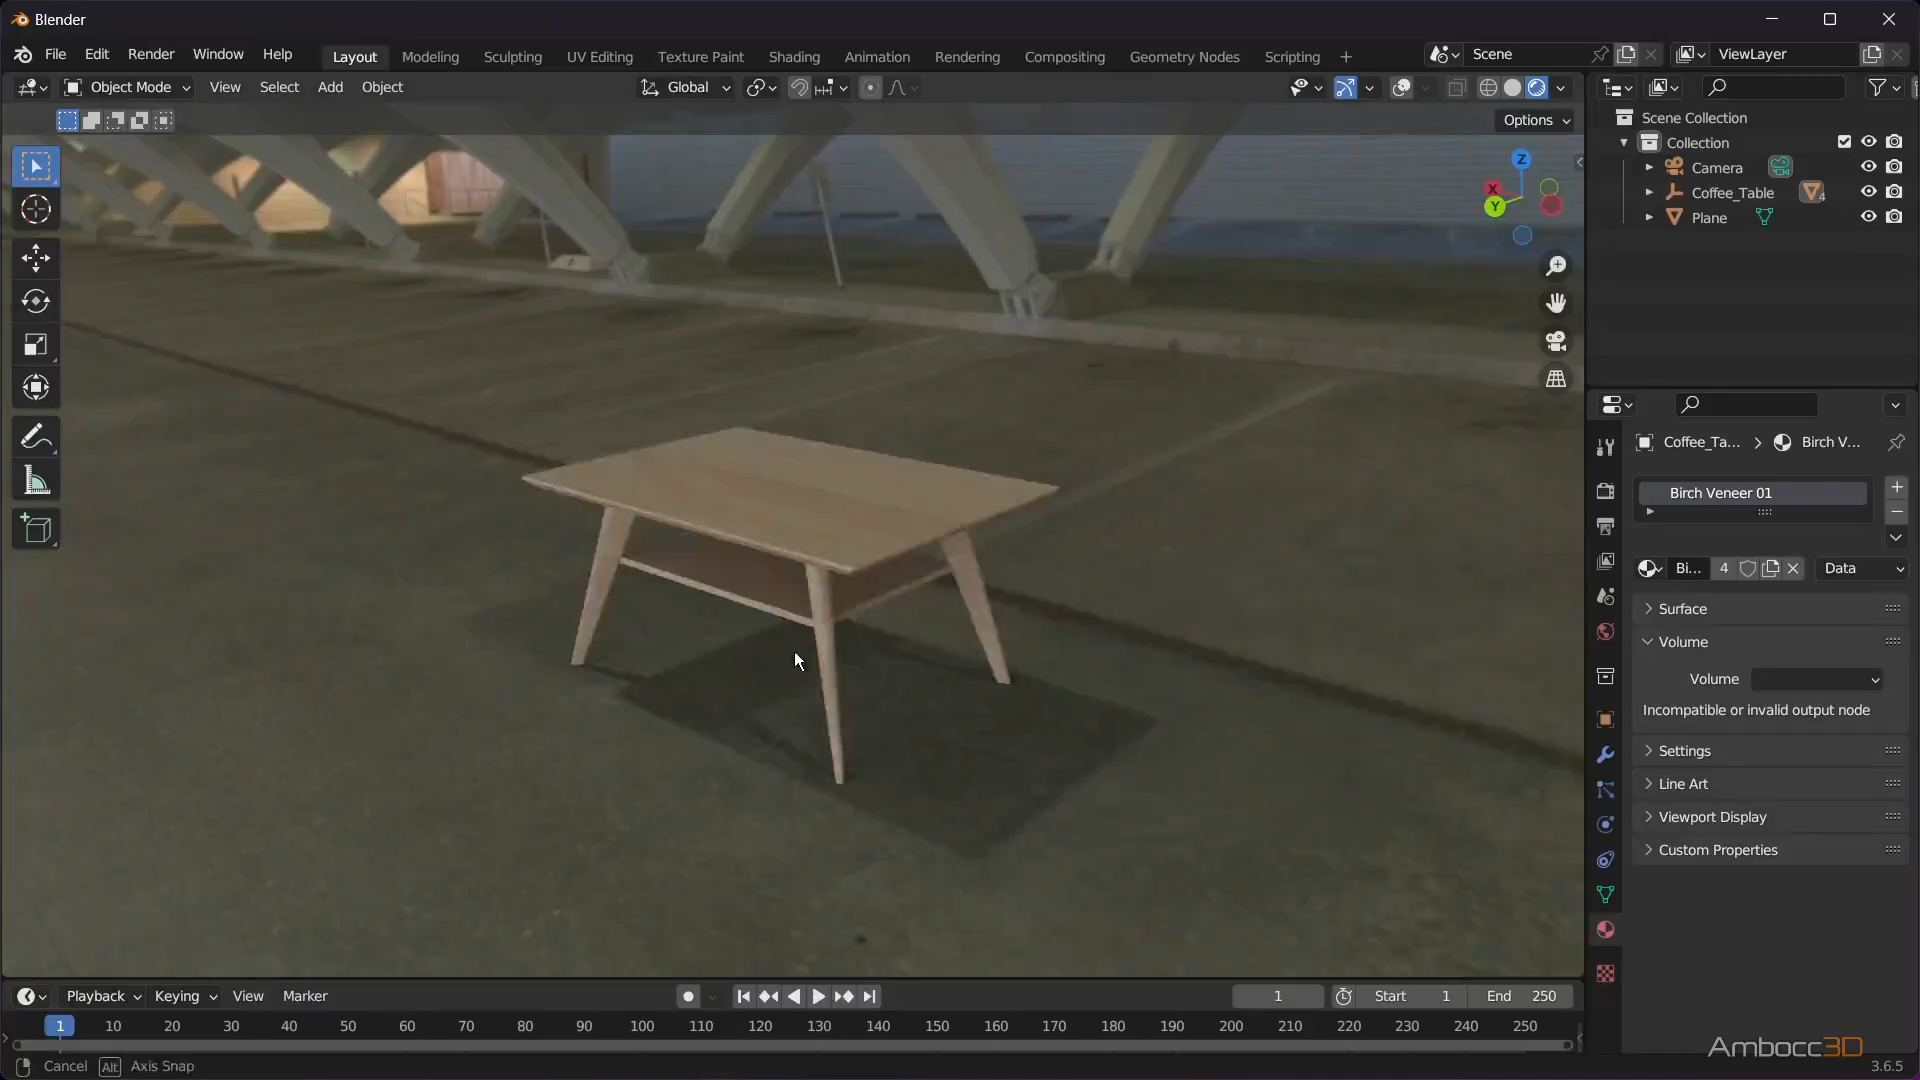 Blender
File Edit Render Window Help Layout Modeling Sculpting UV Editing Texture Paint Shading Animation Rendering Compositing Geometry Nodes Scripting + Scene ViewLayer
Object Mode View Select Add Object Global
Options
Z
X
Y
Scene Collection
Collection
Camera
Coffee_Table 4
Plane
Coffee_Ta... > Birch V...
Birch Veneer 01
Bi... 4 Data
Surface
Volume
Volume
Incompatible or invalid output node
Settings
Line Art
Viewport Display
Custom Properties
Playback Keying View Marker 1 Start 1 End 250
1 10 20 30 40 50 60 70 80 90 100 110 120 130 140 150 160 170 180 190 200 210 220 230 240 250
Ambocc3D
Cancel Alt Axis Snap 3.6.5